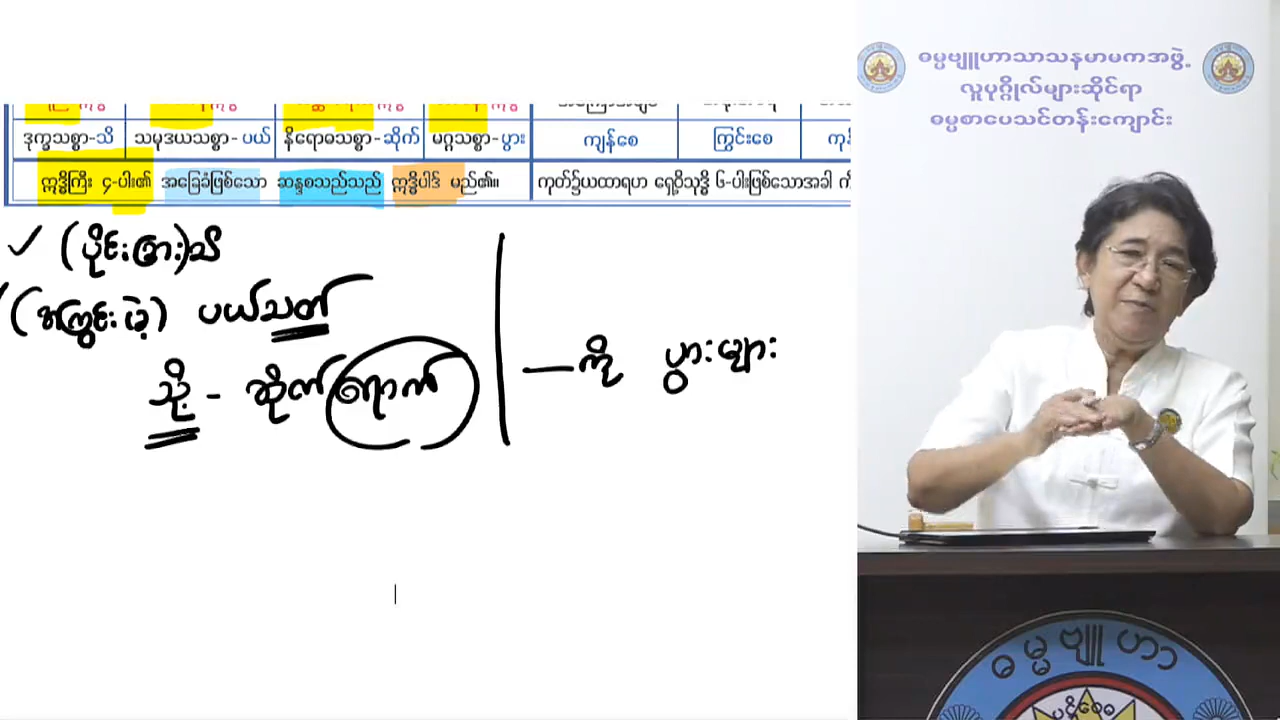 ဒုက္ခသစ္စာ-သိ သမုဒယသစ္စာ-ပယ် နိရောဓသစ္စာ-ဆိုက် မဂ္ဂသစ္စာ-ပွား ကျန်စေ ကြွင်းစေ
ဣဒ္ဓိကြီး ၄-ပါး၏ အခြေခံဖြစ်သော ဆန္ဒစသည်သည် ဣဒ္ဓိပါဒ် မည်၏။ ကုတ်၌ယထာရဟ ရှေ့ဝိသုဒ္ဓိ ၆-ပါးဖြစ်သောအခါ
✓ (ပိုင်းခြား)သိ
(အကြွင်းမဲ့) ပယ်သတ်
သို့ - ဆိုက်ရောက်
—ကို ပွားများ
ဓမ္မဗျူဟာသာသနမာမကအဖွဲ့
လူပုဂ္ဂိုလ်များဆိုင်ရာ
ဓမ္မစာပေသင်တန်းကျောင်း
ဓမ္မဗျူဟာ